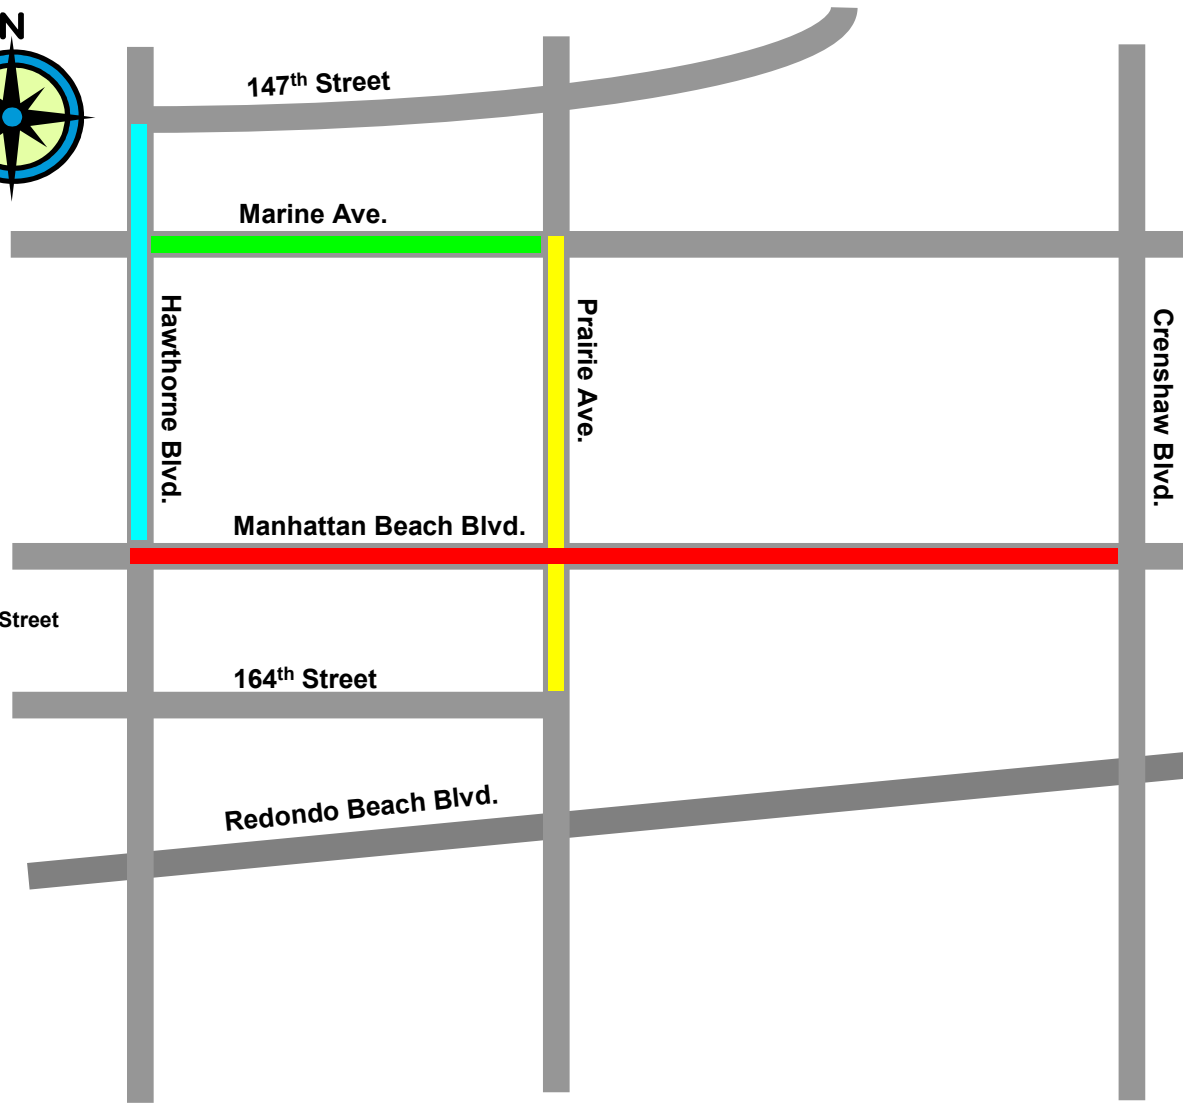 N
147th Street
Marine Ave.
Hawthorne Blvd.
Prairie Ave.
Crenshaw Blvd.
Manhattan Beach Blvd.
Street
164th Street
Redondo Beach Blvd.